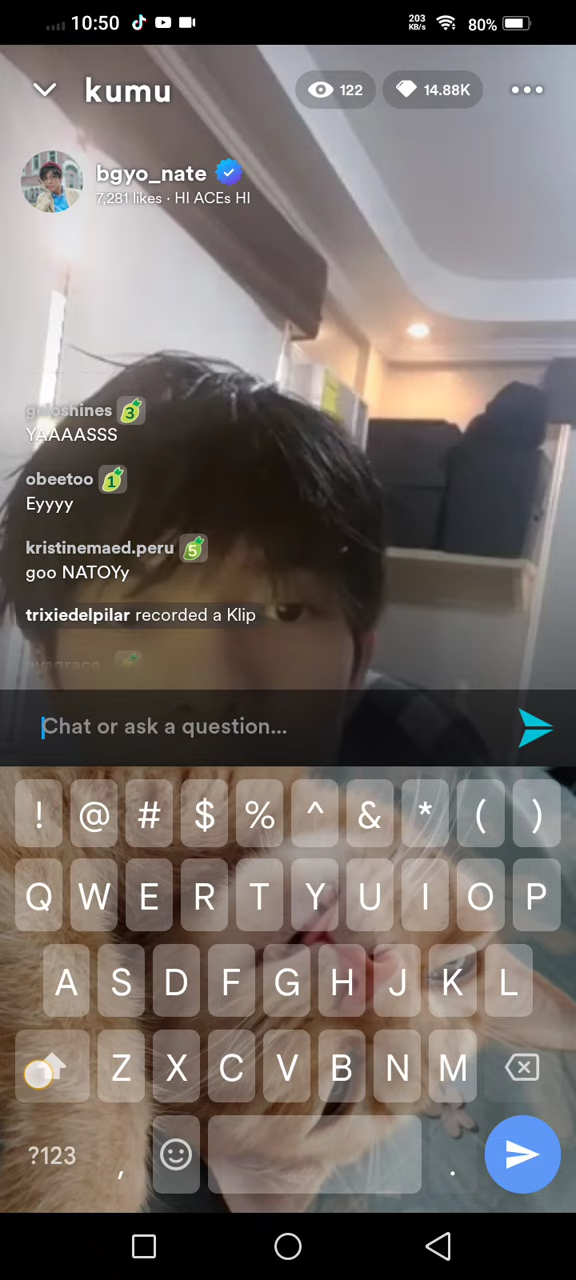 10:50
203
KB/s
80%
kumu
122
14.88K
bgyo_nate
7,281 likes · HI ACEs HI
3
YAAAASSS
obeetoo 1
Eyyyy
kristinemaed.peru 5
goo NATOYy
trixiedelpilar recorded a Klip
Chat or ask a question...
! @ # $ % ^ & * ( )
Q W E R T Y U I O P
A S D F G H J K L
Z X C V B N M
?123 , .